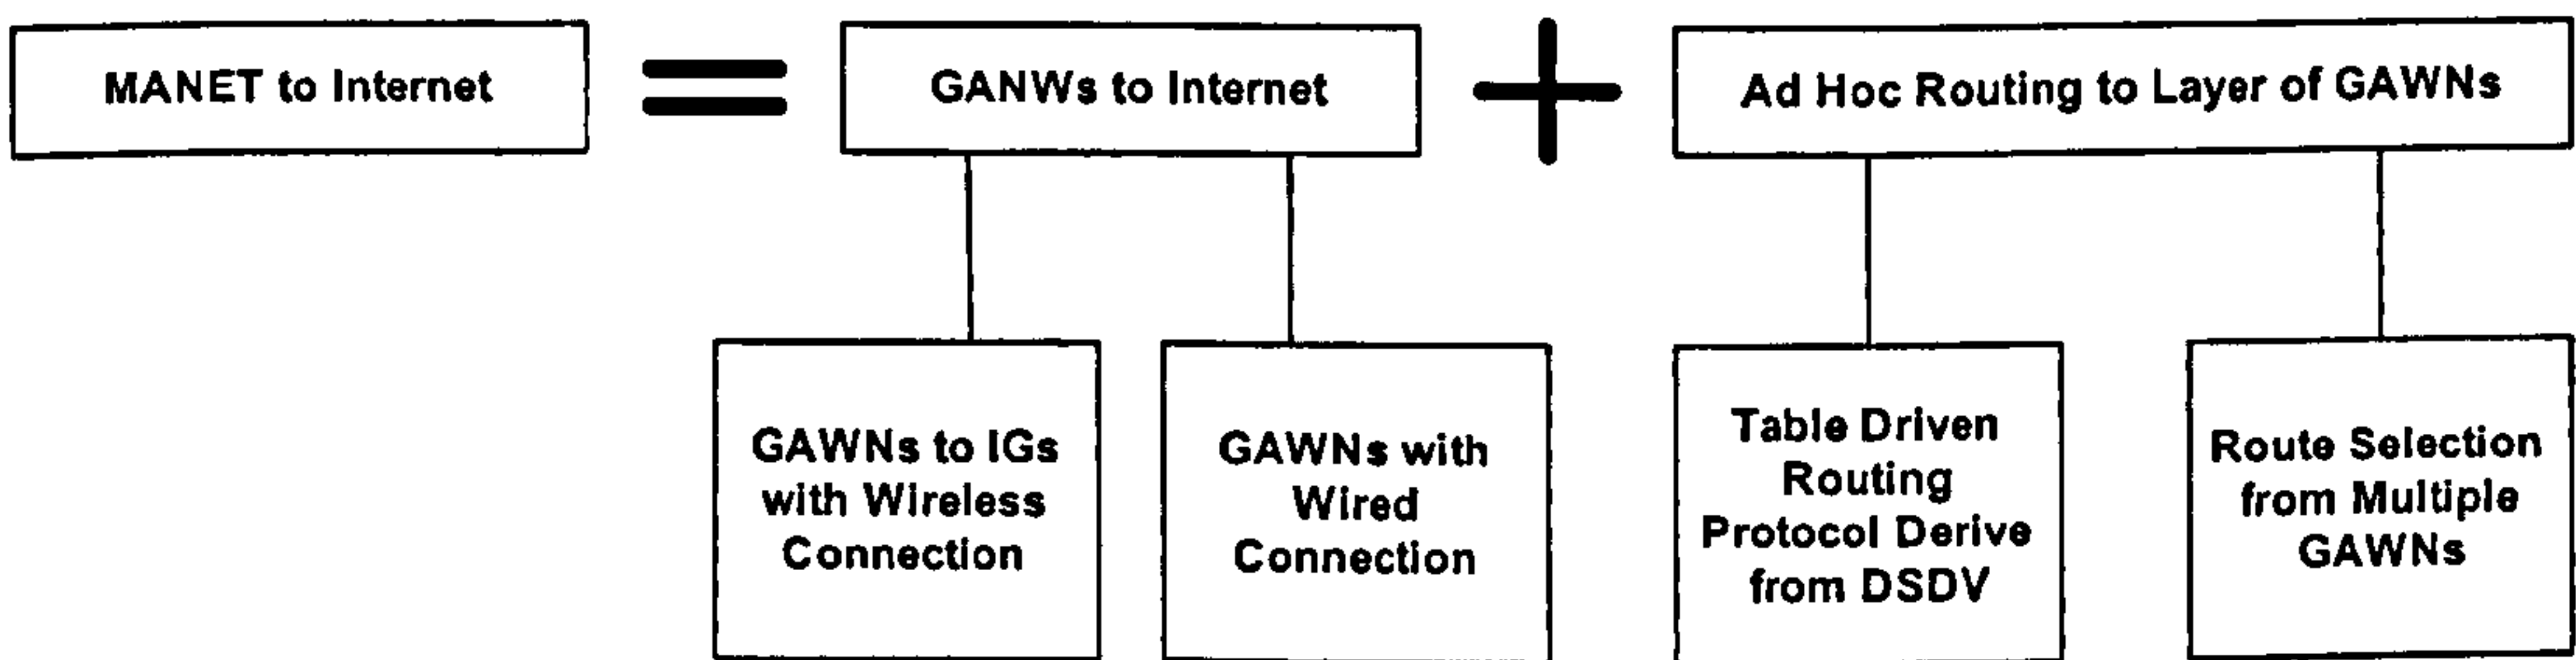 MANET to Internet
GANWs to Internet
Ad Hoc Routing to Layer of GAWNs
GAWNs to IGs
with Wireless
Connection
GAWNs with
Wired
Connection
Table Driven
Routing
Protocol Derive
from DSDV
Route Selection
from Multiple
GAWNs